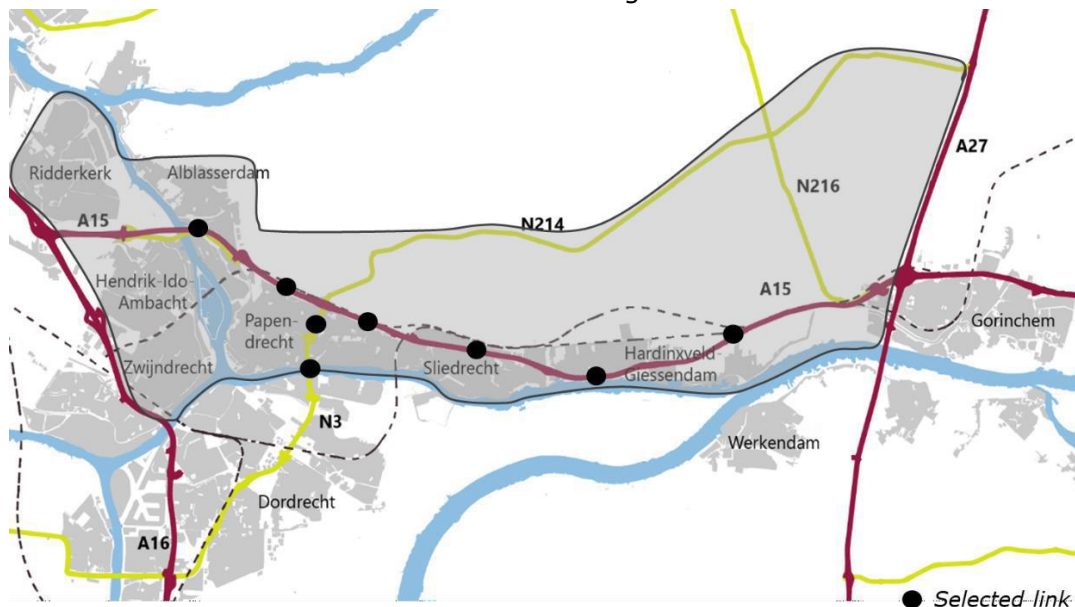 Ridderkerk
Alblasserdam
A15
N214
N216
A27
Hendrik-Ido-
Ambacht
Papen-
drecht
A15
Gorinchem
Zwijndrecht
Sliedrecht
Hardinxveld-
Giessendam
N3
Werkendam
Dordrecht
A16
Selected link